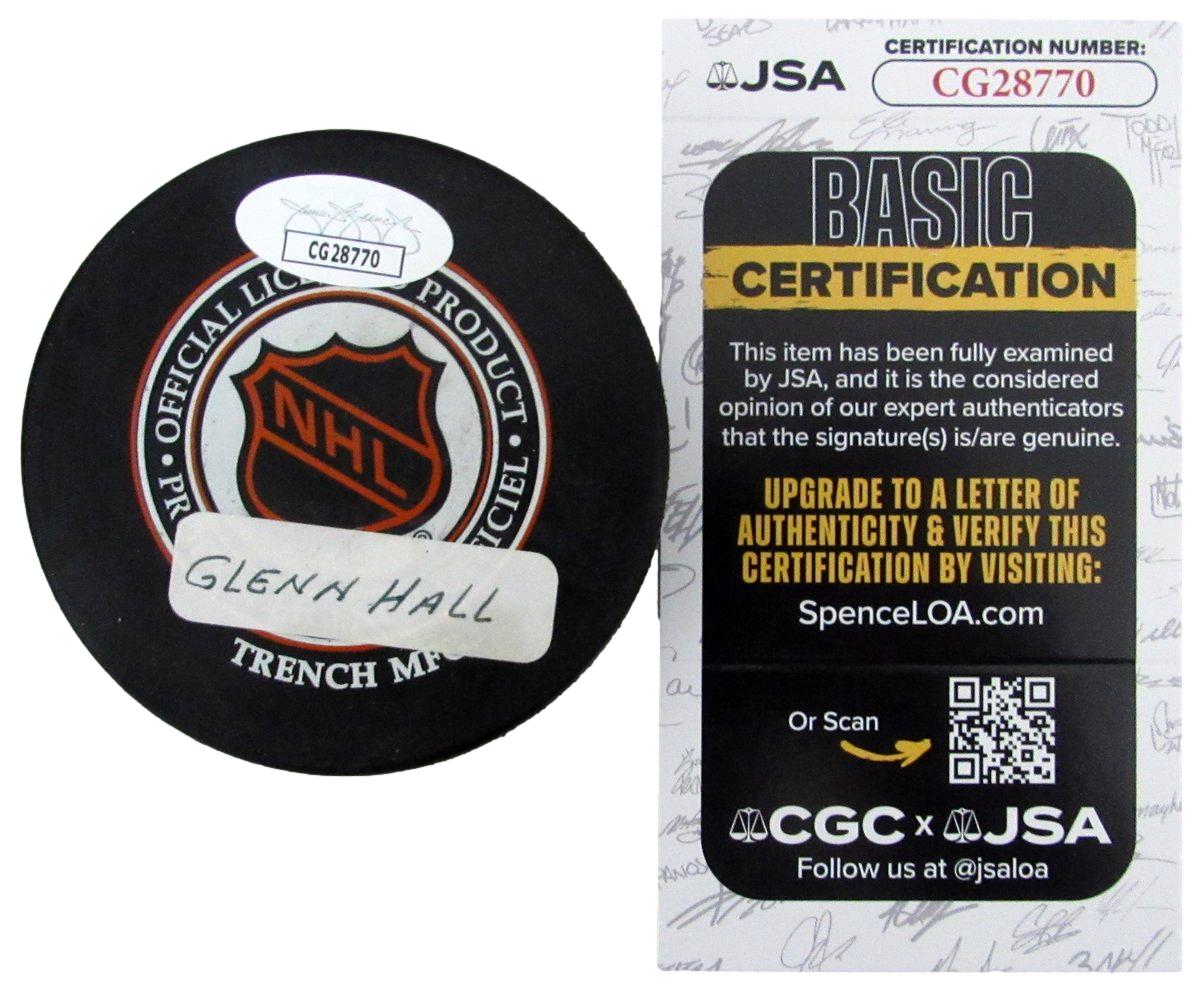 CG28770
OFFICIAL LIC PRODUCT •
NHL
PR • ICIEL •
®
GLENN HALL
TRENCH MFG
JSA
CERTIFICATION NUMBER:
CG28770
BASIC
CERTIFICATION
This item has been fully examined
by JSA, and it is the considered
opinion of our expert authenticators
that the signature(s) is/are genuine.
UPGRADE TO A LETTER OF
AUTHENTICITY & VERIFY THIS
CERTIFICATION BY VISITING:
SpenceLOA.com
Or Scan
CGC x JSA
Follow us at @jsaloa